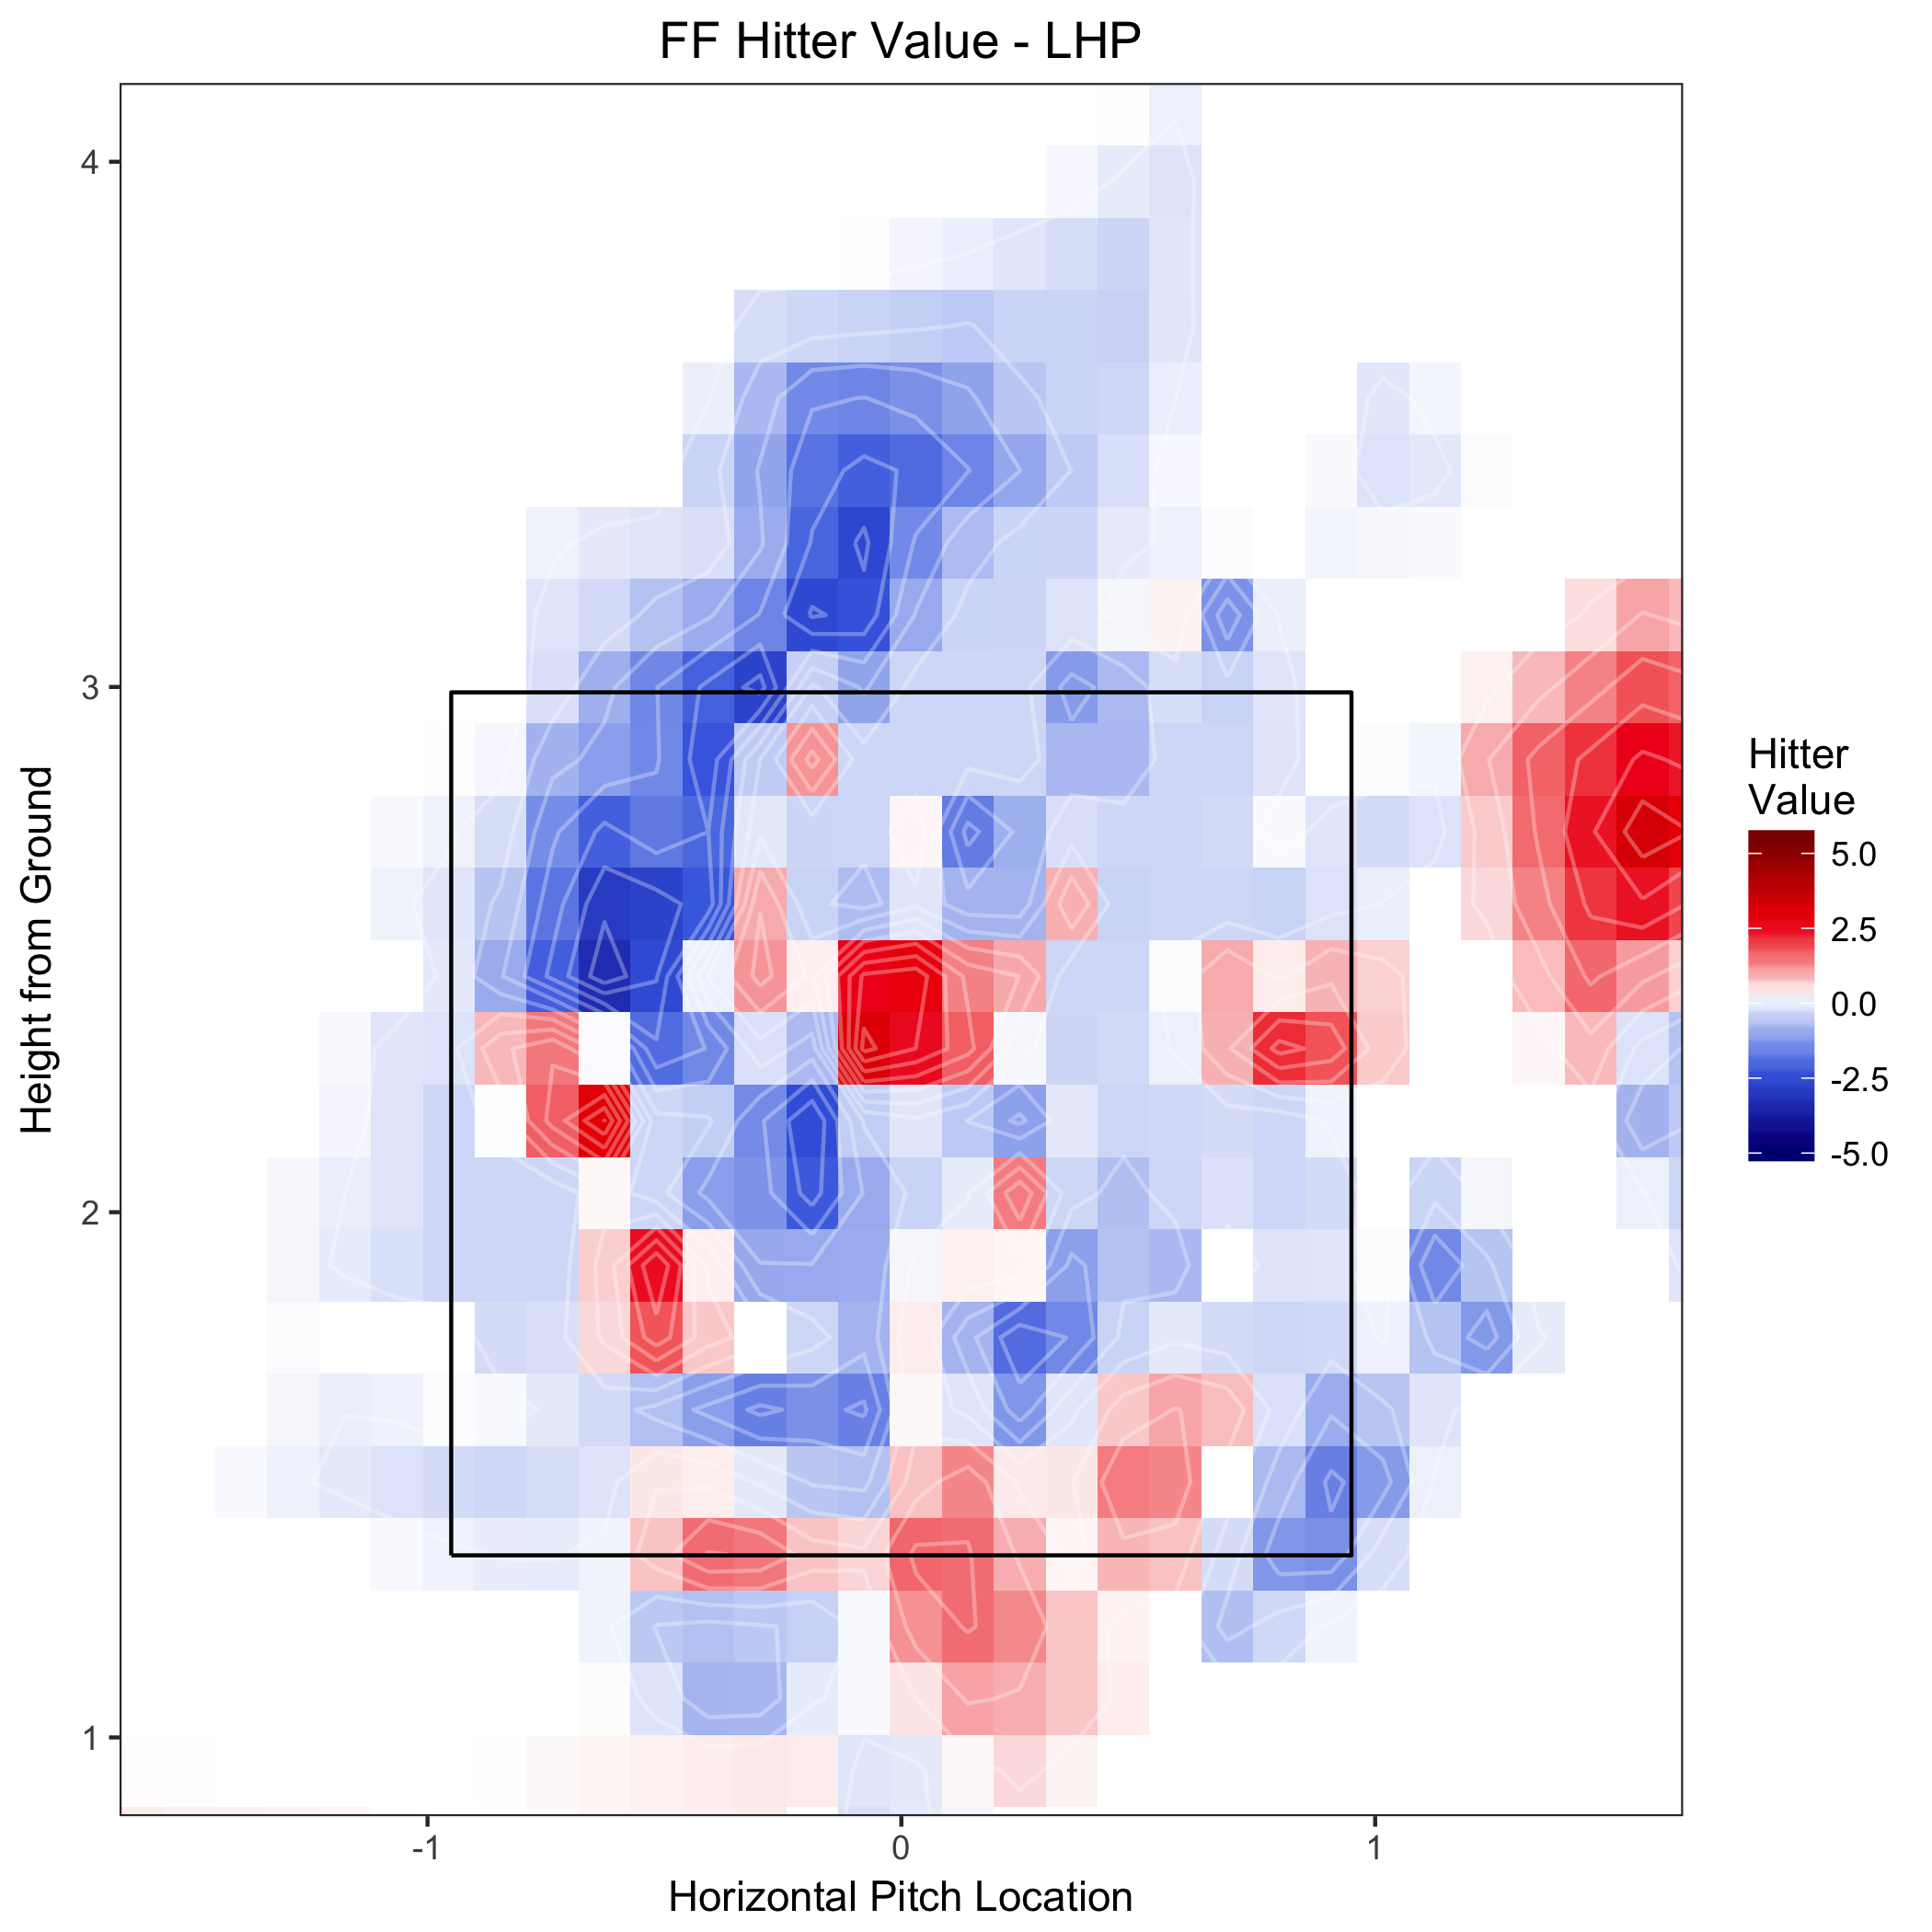 FF Hitter Value - LHP
4
3
2
1
Height from Ground
-1
0
1
Horizontal Pitch Location
Hitter
Value
5.0
2.5
0.0
-2.5
-5.0